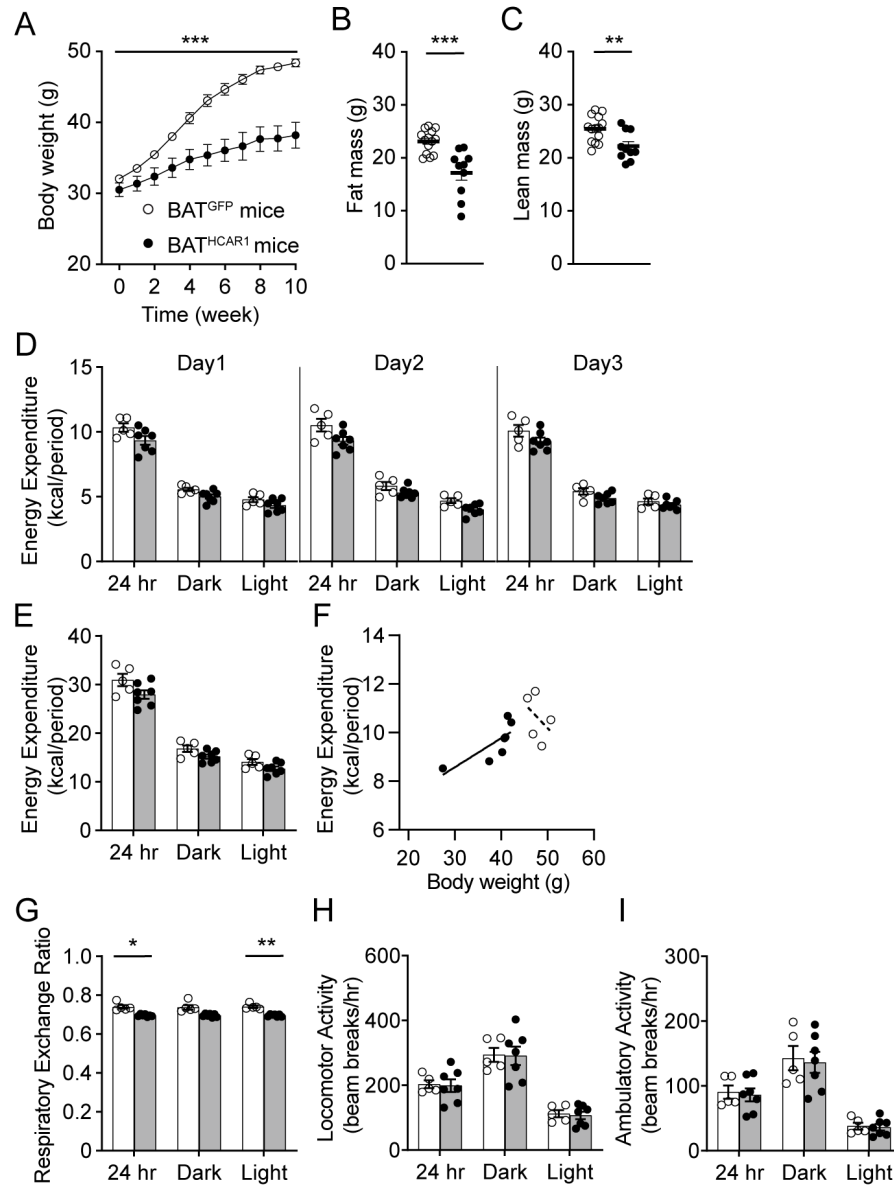 A
***
Body weight (g)
50
40
30
20
0 2 4 6 8 10
Time (week)
BATGFP mice
BATHCAR1 mice
B
***
Fat mass (g)
40
30
20
10
0
C
**
Lean mass (g)
40
30
20
10
0
D
Day1 Day2 Day3
Energy Expenditure
(kcal/period)
15
10
5
0
24 hr Dark Light 24 hr Dark Light 24 hr Dark Light
E
Energy Expenditure
(kcal/period)
40
30
20
10
0
24 hr Dark Light
F
Energy Expenditure
(kcal/period)
14
12
10
8
6
20 30 40 50 60
Body weight (g)
G
* **
Respiratory Exchange Ratio
1.0
0.8
0.6
0.4
0.2
0
24 hr Dark Light
H
Locomotor Activity
(beam breaks/hr)
600
400
200
0
24 hr Dark Light
I
Ambulatory Activity
(beam breaks/hr)
300
200
100
0
24 hr Dark Light